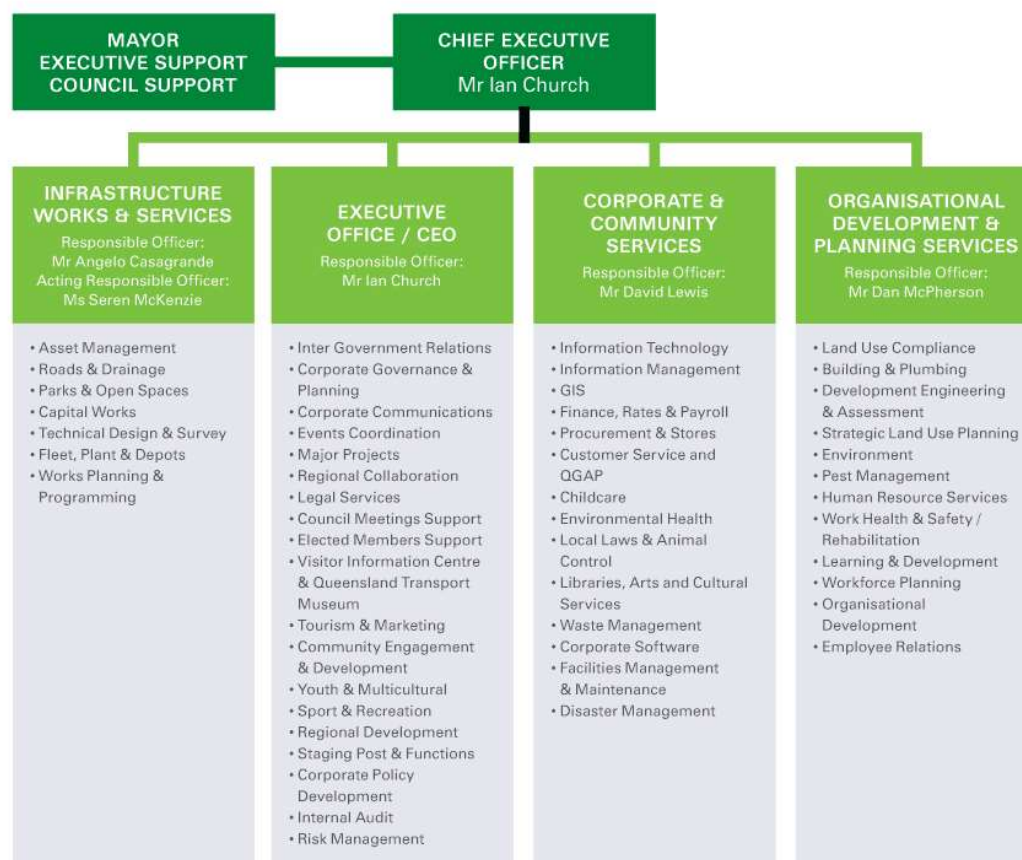 MAYOR
EXECUTIVE SUPPORT
COUNCIL SUPPORT
CHIEF EXECUTIVE
OFFICER
Mr Ian Church
INFRASTRUCTURE
WORKS & SERVICES
Responsible Officer:
Mr Angelo Casagrande
Acting Responsible Officer:
Ms Seren McKenzie
• Asset Management
• Roads & Drainage
• Parks & Open Spaces
• Capital Works
• Technical Design & Survey
• Fleet, Plant & Depots
• Works Planning &
Programming
EXECUTIVE
OFFICE / CEO
Responsible Officer:
Mr Ian Church
• Inter Government Relations
• Corporate Governance &
Planning
• Corporate Communications
• Events Coordination
• Major Projects
• Regional Collaboration
• Legal Services
• Council Meetings Support
• Elected Members Support
• Visitor Information Centre
& Queensland Transport
Museum
• Tourism & Marketing
• Community Engagement
& Development
• Youth & Multicultural
• Sport & Recreation
• Regional Development
• Staging Post & Functions
• Corporate Policy
Development
• Internal Audit
• Risk Management
CORPORATE &
COMMUNITY
SERVICES
Responsible Officer:
Mr David Lewis
• Information Technology
• Information Management
• GIS
• Finance, Rates & Payroll
• Procurement & Stores
• Customer Service and
QGAP
• Childcare
• Environmental Health
• Local Laws & Animal
Control
• Libraries, Arts and Cultural
Services
• Waste Management
• Corporate Software
• Facilities Management
& Maintenance
• Disaster Management
ORGANISATIONAL
DEVELOPMENT &
PLANNING SERVICES
Responsible Officer:
Mr Dan McPherson
• Land Use Compliance
• Building & Plumbing
• Development Engineering
& Assessment
• Strategic Land Use Planning
• Environment
• Pest Management
• Human Resource Services
• Work Health & Safety /
Rehabilitation
• Learning & Development
• Workforce Planning
• Organisational
Development
• Employee Relations